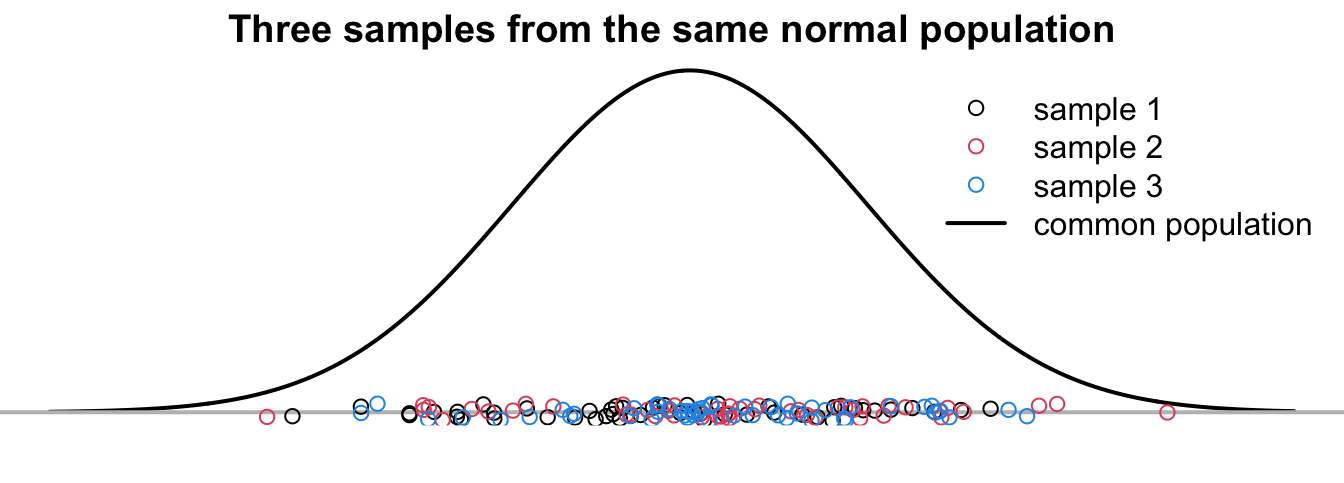 Three samples from the same normal population
sample 1
sample 2
sample 3
common population